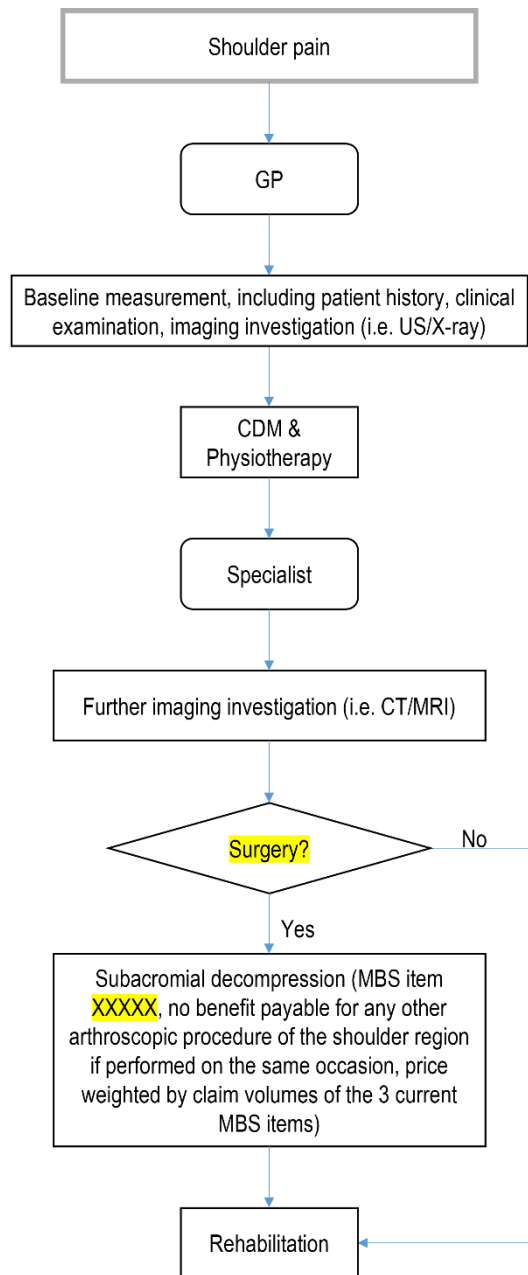 Shoulder pain
GP
Baseline measurement, including patient history, clinical
examination, imaging investigation (i.e. US/X-ray)
CDM &
Physiotherapy
Specialist
Further imaging investigation (i.e. CT/MRI)
Surgery?
No
Yes
Subacromial decompression (MBS item
XXXXX, no benefit payable for any other
arthroscopic procedure of the shoulder region
if performed on the same occasion, price
weighted by claim volumes of the 3 current
MBS items)
Rehabilitation